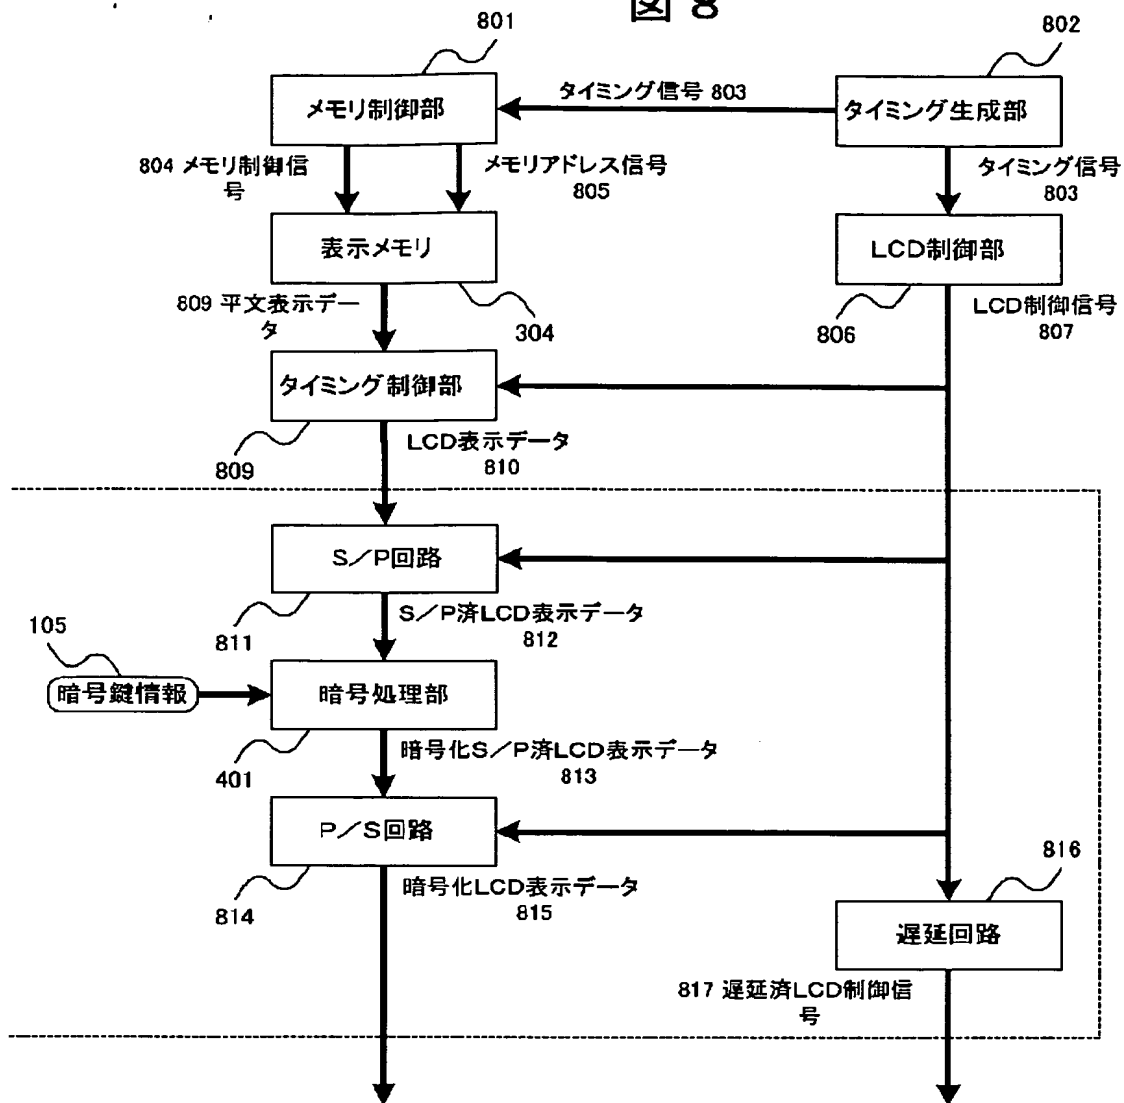 図 8
801
802
メモリ制御部
タイミング信号 803
タイミング生成部
804 メモリ制御信
号
メモリアドレス信号
805
タイミング信号
803
表示メモリ
LCD制御部
809 平文表示デー
タ
304
806
LCD制御信号
807
タイミング制御部
809
LCD表示データ
810
S/P回路
811
S/P済LCD表示データ
812
105
暗号鍵情報
暗号処理部
401
暗号化S/P済LCD表示データ
813
P/S回路
814
暗号化LCD表示データ
815
816
遅延回路
817 遅延済LCD制御信
号